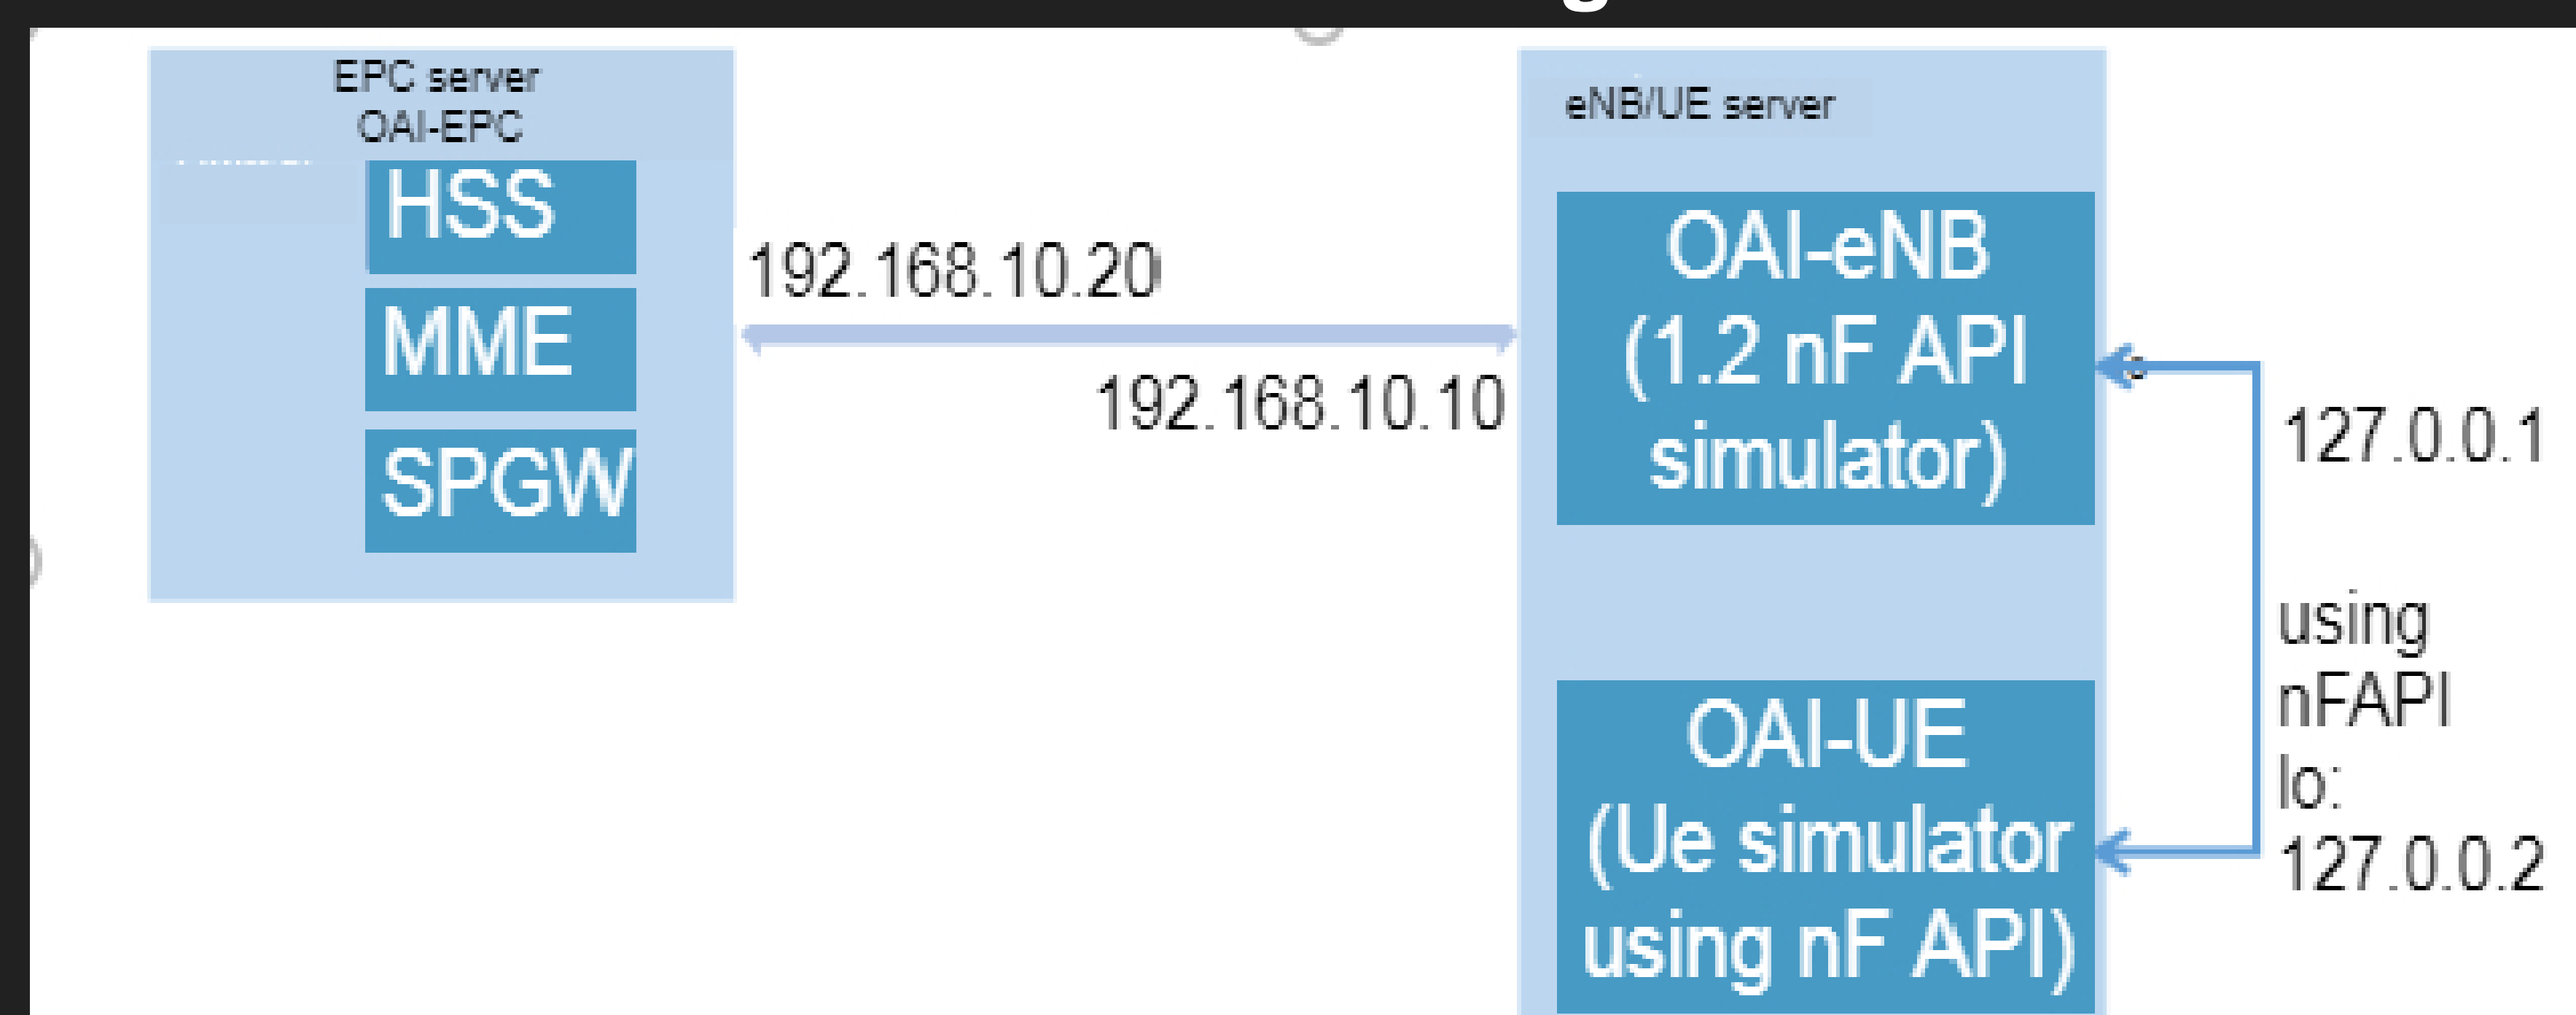 EPC server
OAI-EPC
HSS
MME
SPGW
192.168.10.20
192.168.10.10
eNB/UE server
OAI-eNB
(1.2 nF API
simulator)
OAI-UE
(Ue simulator
using nF API)
127.0.0.1
using
nFAPI
lo:
127.0.0.2